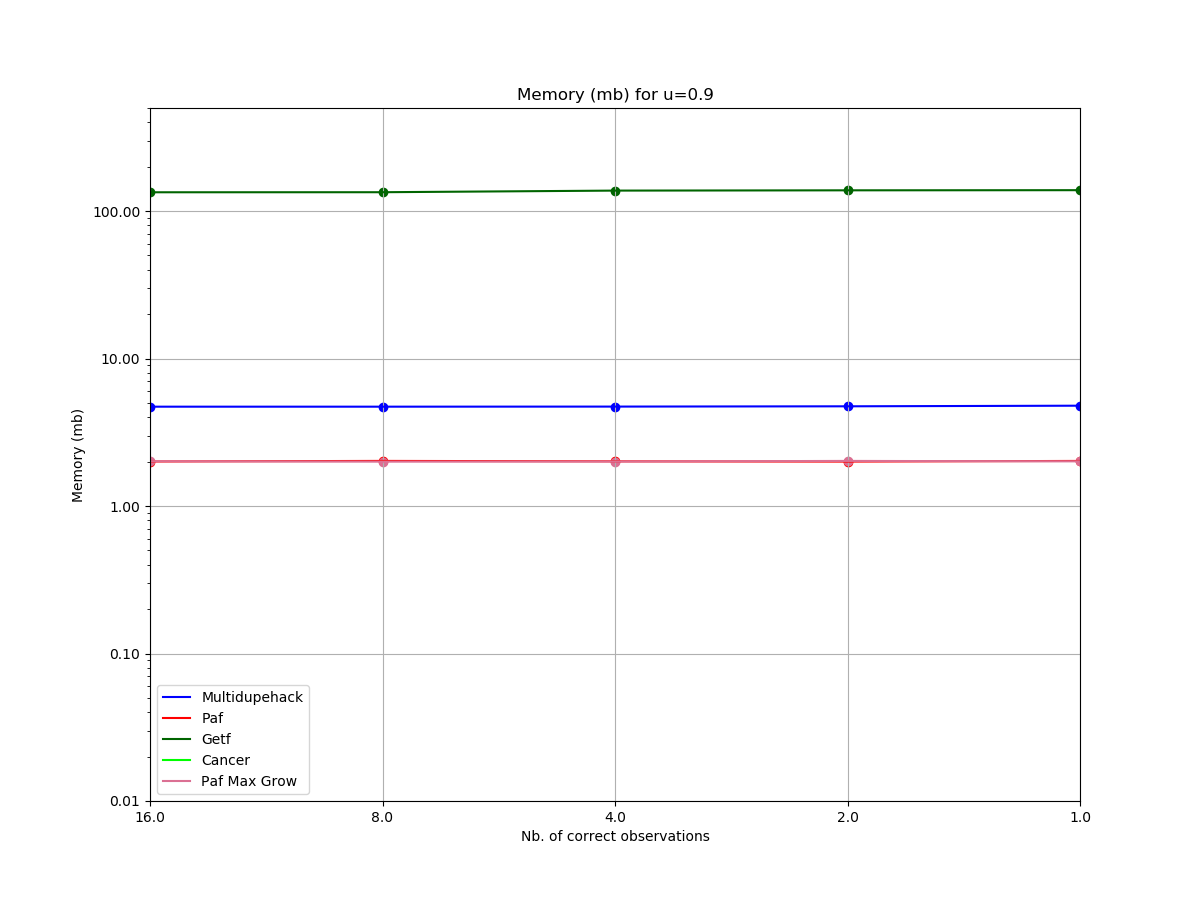 Memory (mb) for u=0.9
Memory (mb)
100.00
10.00
1.00
0.10
0.01
Multidupehack
Paf
Getf
Cancer
Paf Max Grow
16.0 8.0 4.0 2.0 1.0
Nb. of correct observations